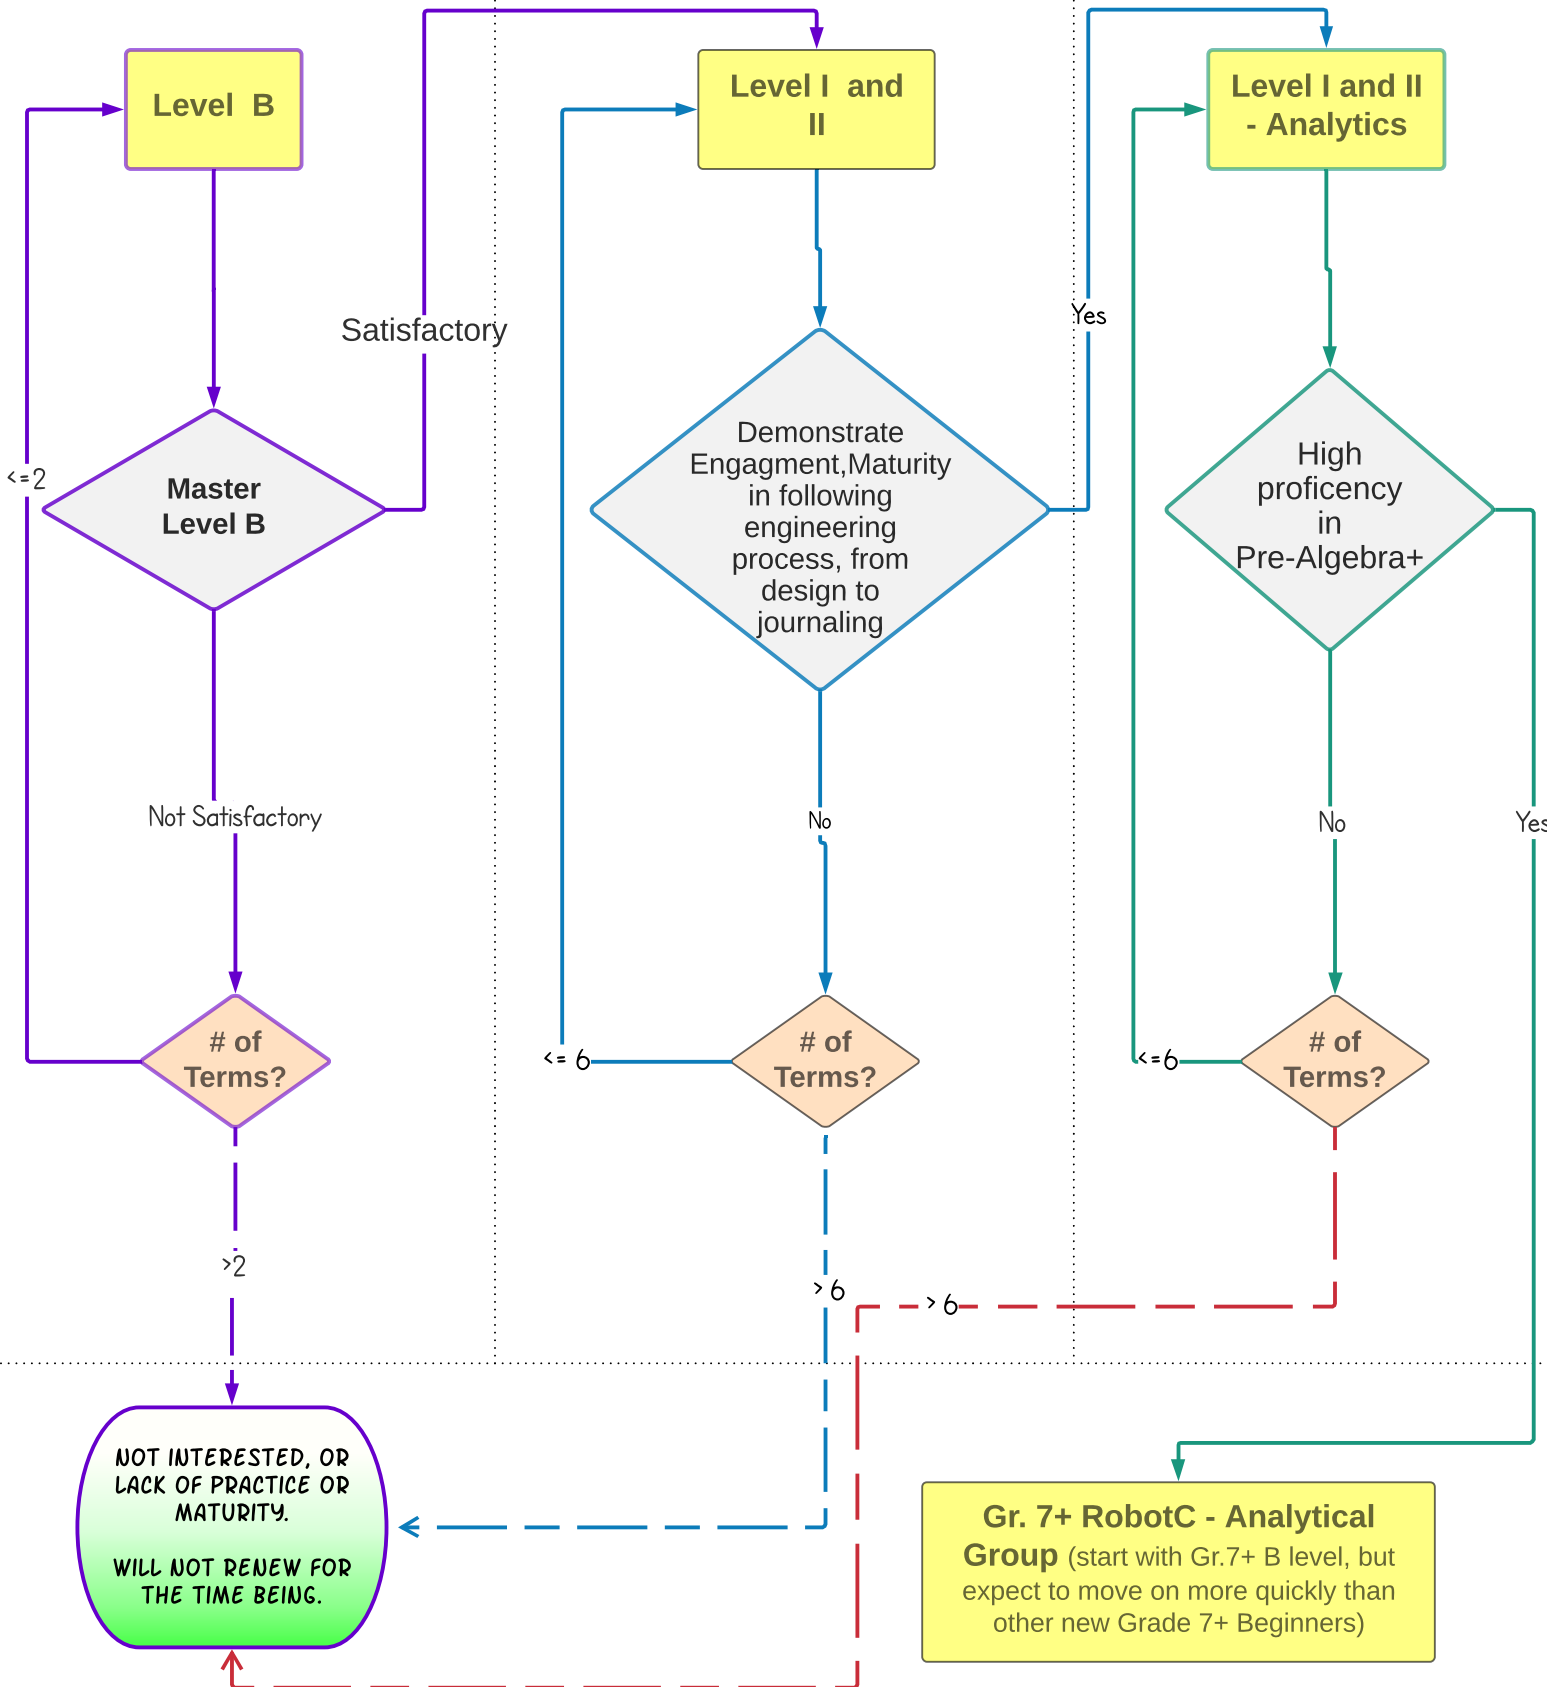 Level B
Level I and
II
Level I and II
- Analytics
Satisfactory
Yes
<=2
Master
Level B
Demonstrate
Engagment,Maturity
in following
engineering
process, from
design to
journaling
High
proficency
in
Pre-Algebra+
Not Satisfactory
No
No
Yes
# of
Terms?
<= 6
# of
Terms?
<=6
# of
Terms?
>2
> 6
> 6
NOT INTERESTED, OR
LACK OF PRACTICE OR
MATURITY.
WILL NOT RENEW FOR
THE TIME BEING.
Gr. 7+ RobotC - Analytical
Group (start with Gr.7+ B level, but
expect to move on more quickly than
other new Grade 7+ Beginners)